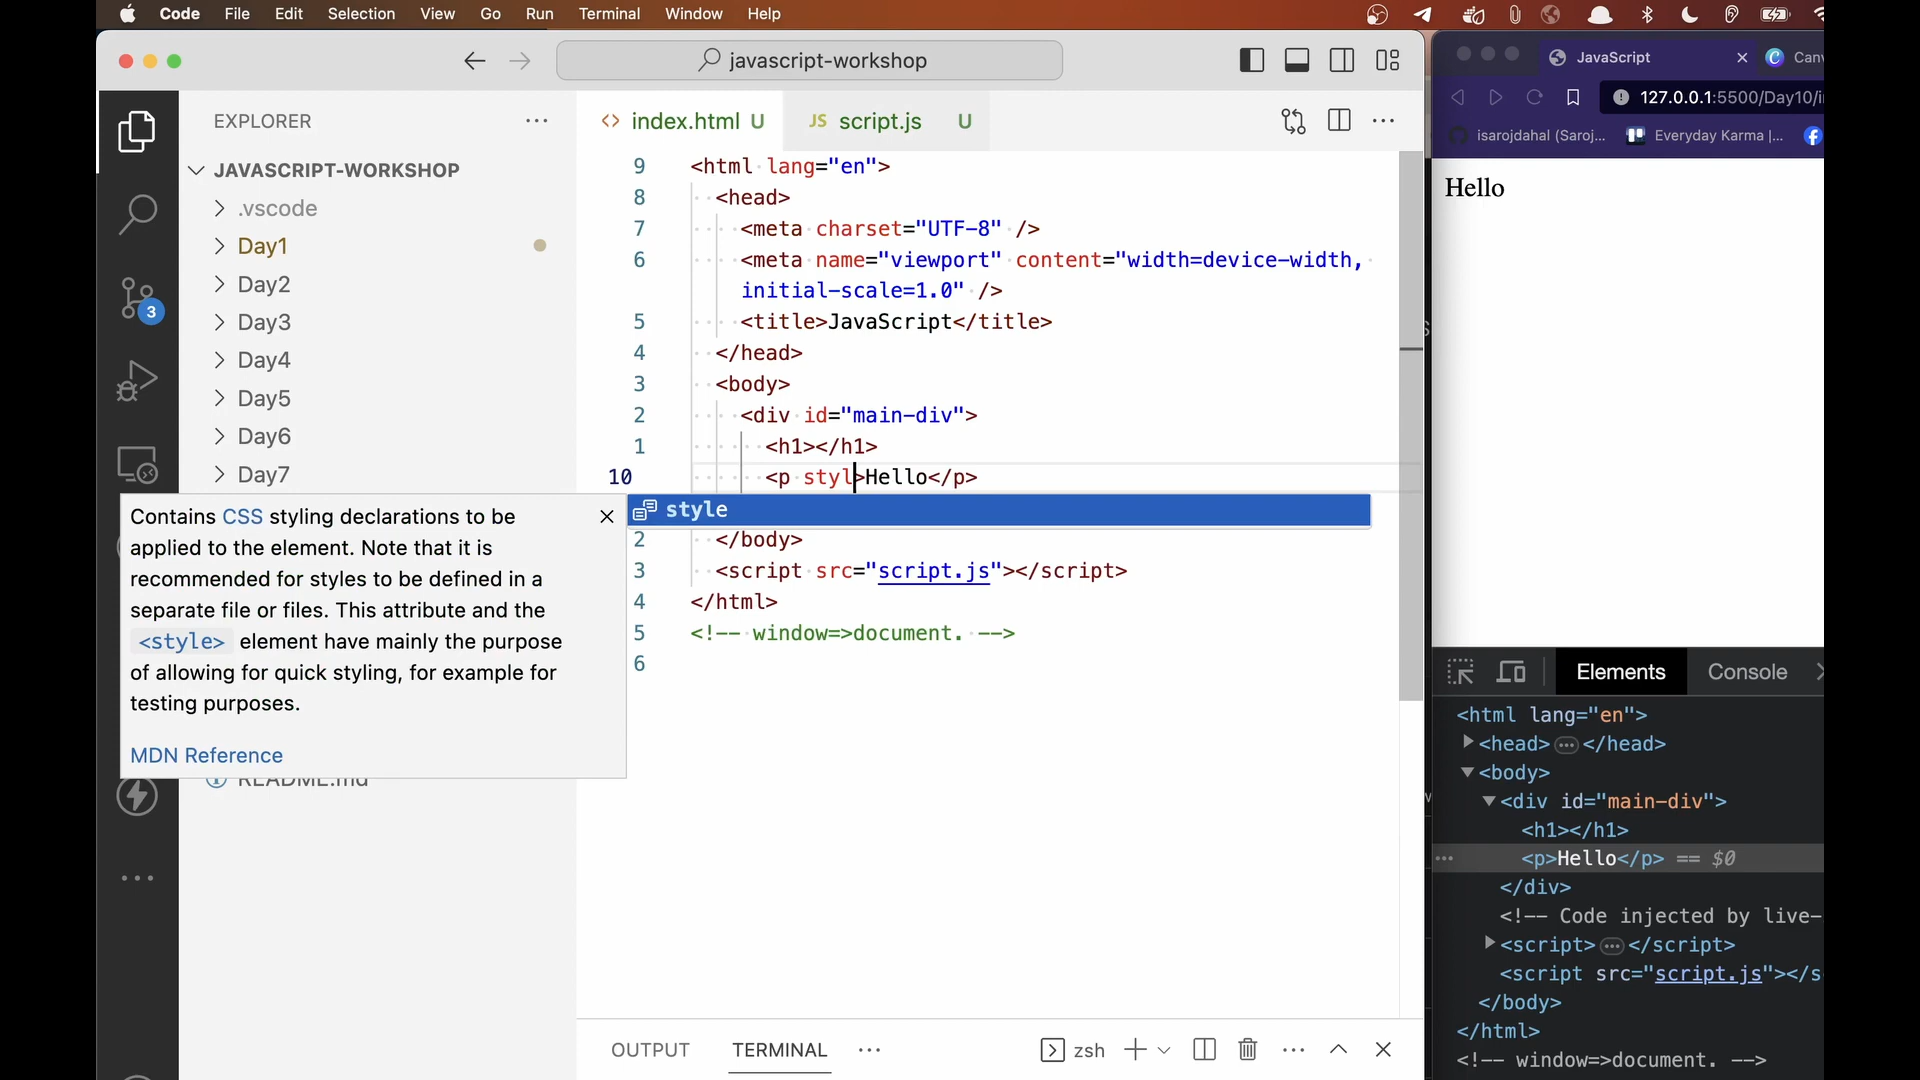 Code File Edit Selection View Go Run Terminal Window Help
javascript-workshop
EXPLORER
JAVASCRIPT-WORKSHOP
.vscode
Day1
Day2
Day3
Day4
Day5
Day6
Day7
3
README.md
Contains CSS styling declarations to be
applied to the element. Note that it is
recommended for styles to be defined in a
separate file or files. This attribute and the
<style> element have mainly the purpose
of allowing for quick styling, for example for
testing purposes.
MDN Reference
index.html U
JS script.js U
9 <html lang="en">
8 <head>
7 <meta charset="UTF-8" />
6 <meta name="viewport" content="width=device-width,
initial-scale=1.0" />
5 <title>JavaScript</title>
4 </head>
3 <body>
2 <div id="main-div">
1 <h1></h1>
10 <p styl>Hello</p>
style
2 </body>
3 <script src="script.js"></script>
4 </html>
5 <!-- window=>document. -->
6
OUTPUT TERMINAL
zsh
JavaScript
127.0.0.1:5500/Day10/
isarojdahal (Saroj...
Everyday Karma |...
Hello
Elements Console
<html lang="en">
<head>…</head>
<body>
<div id="main-div">
<h1></h1>
<p>Hello</p> == $0
</div>
<!-- Code injected by live-
<script>…</script>
<script src="script.js"></s
</body>
</html>
<!-- window=>document. -->